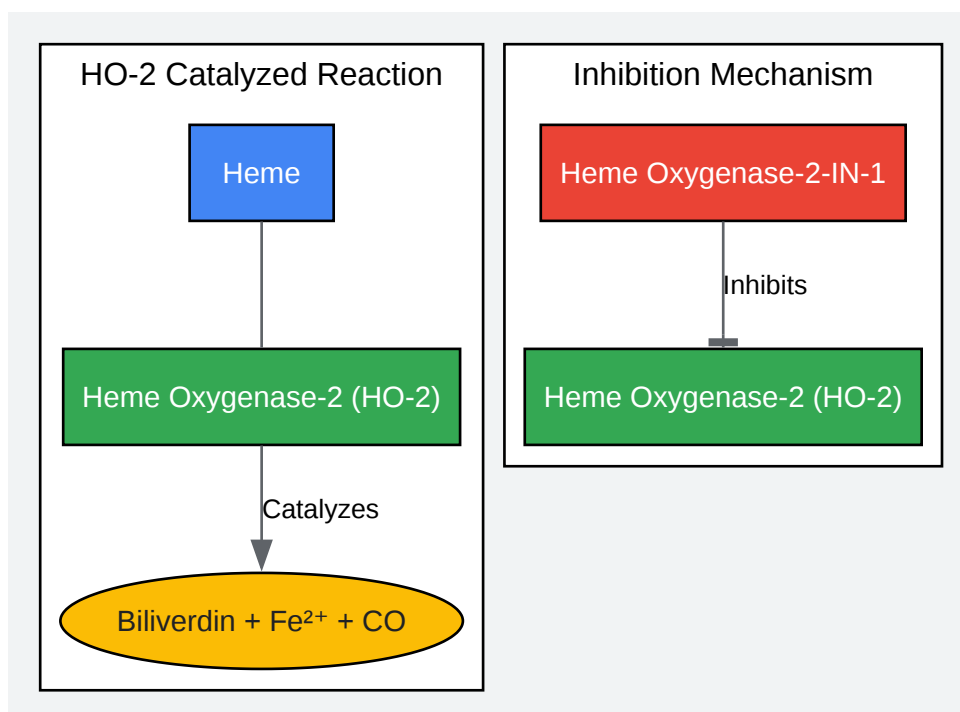 HO-2 Catalyzed Reaction
Heme
Heme Oxygenase-2 (HO-2)
Catalyzes
Biliverdin + Fe²⁺ + CO
Inhibition Mechanism
Heme Oxygenase-2-IN-1
Inhibits
Heme Oxygenase-2 (HO-2)